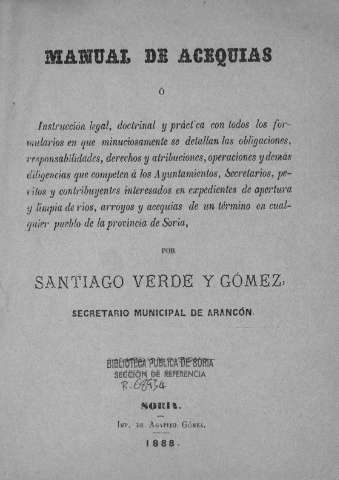 MANUAL DE ACEQUIAS
Ó
Instrucción legal, doctrinal y práctica con todos los for-
mularios en que minuciosamente se detallan las obligaciones,
responsabilidades, derechos y atribuciones, operaciones y demás
diligencias que competen á los Ayuntamientos, Secretarios, pe-
ritos y contribuyentes interesados en expedientes de apertura
y limpia de rios, arroyos y acequias de un término en cual-
quier pueblo de la provincia de Soria,
POR
SANTIAGO VERDE Y GÓMEZ,
SECRETARIO MUNICIPAL DE ARANCÓN.
BIBLIOTECA PUBLICA DE SORIA
SECCION DE REFERENCIA
SORIA.
IMP. DE AGAPITO GÓMEZ.
1888.